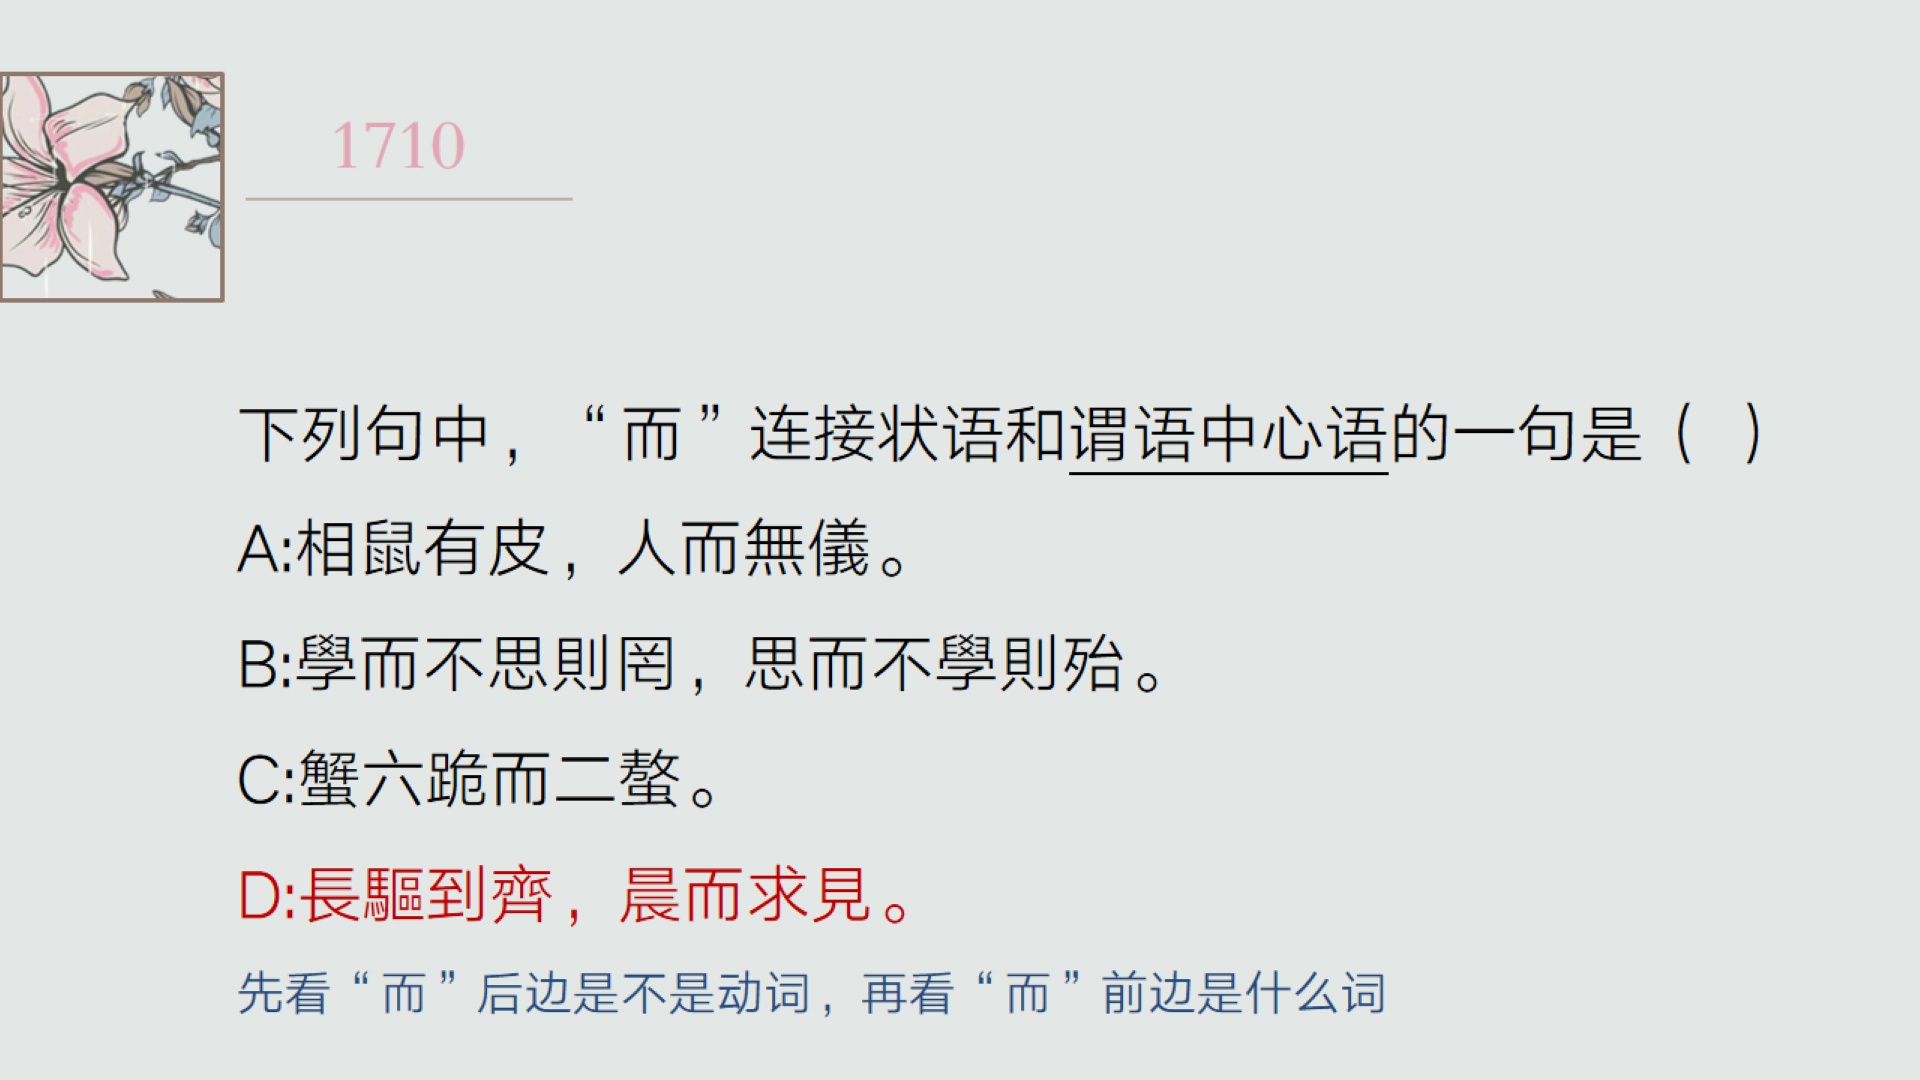 1710
下列句中，“而”连接状语和谓语中心语的一句是（ ）
A:相鼠有皮，人而無儀。
B:學而不思則罔，思而不學則殆。
C:蟹六跪而二螯。
D:長驅到齊，晨而求見。
先看“而”后边是不是动词，再看“而”前边是什么词